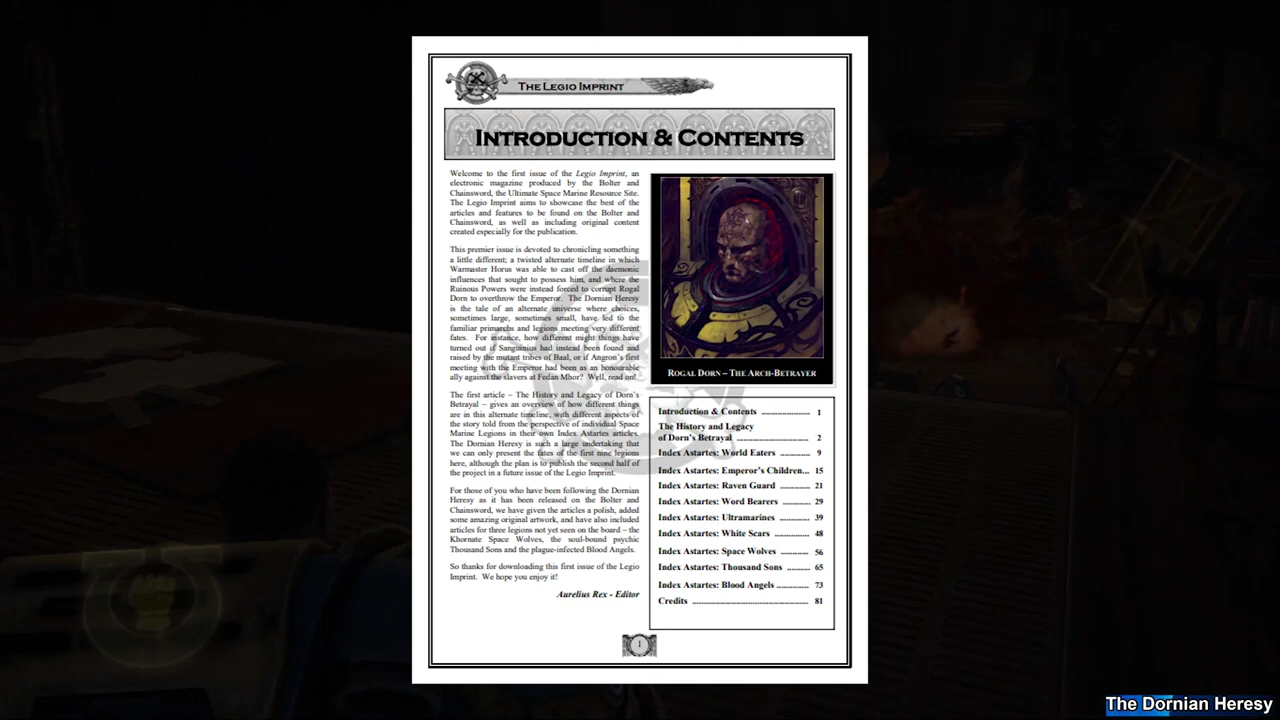 THE LEGIO IMPRINT
INTRODUCTION & CONTENTS
Welcome to the first issue of the Legio Imprint, an
electronic magazine produced by the Bolter and
Chainsword, the Ultimate Space Marine Resource Site.
The Legio Imprint aims to showcase the best of the
articles and features to be found on the Bolter and
Chainsword, as well as including original content
created especially for the publication.
This premier issue is devoted to chronicling something
a little different; a twisted alternate timeline in which
Warmaster Horus was able to cast off the daemonic
influences that sought to possess him, and where the
Ruinous Powers were instead forced to corrupt Rogal
Dorn to overthrow the Emperor. The Dornian Heresy
is the tale of an alternate universe where choices,
sometimes large, sometimes small, have led to the
familiar primarchs and legions meeting very different
fates. For instance, how different might things have
turned out if Sanguinius had instead been found and
raised by the mutant tribes of Baal, or if Angron's first
meeting with the Emperor had been as an honourable
ally against the slavers at Fedan Mhor? Well, read on!
The first article – The History and Legacy of Dorn's
Betrayal – gives an overview of how different things
are in this alternate timeline, with different aspects of
the story told from the perspective of individual Space
Marine Legions in their own Index Astartes articles.
The Dornian Heresy is such a large undertaking that
we can only present the fates of the first nine legions
here, although the plan is to publish the second half of
the project in a future issue of the Legio Imprint.
For those of you who have been following the Dornian
Heresy as it has been released on the Bolter and
Chainsword, we have given the articles a polish, added
some amazing original artwork, and have also included
articles for three legions not yet seen on the board – the
Khornate Space Wolves, the soul-bound psychic
Thousand Sons and the plague-infected Blood Angels.
So thanks for downloading this first issue of the Legio
Imprint. We hope you enjoy it!
Aurelius Rex - Editor
ROGAL DORN – THE ARCH-BETRAYER
Introduction & Contents ........................ 1
The History and Legacy
of Dorn's Betrayal ........................ 2
Index Astartes: World Eaters .......... 9
Index Astartes: Emperor's Children... 15
Index Astartes: Raven Guard .......... 21
Index Astartes: Word Bearers .......... 29
Index Astartes: Ultramarines .......... 39
Index Astartes: White Scars .......... 48
Index Astartes: Space Wolves .......... 56
Index Astartes: Thousand Sons ........ 65
Index Astartes: Blood Angels .......... 73
Credits ........................................ 81
1
The Dornian Heresy